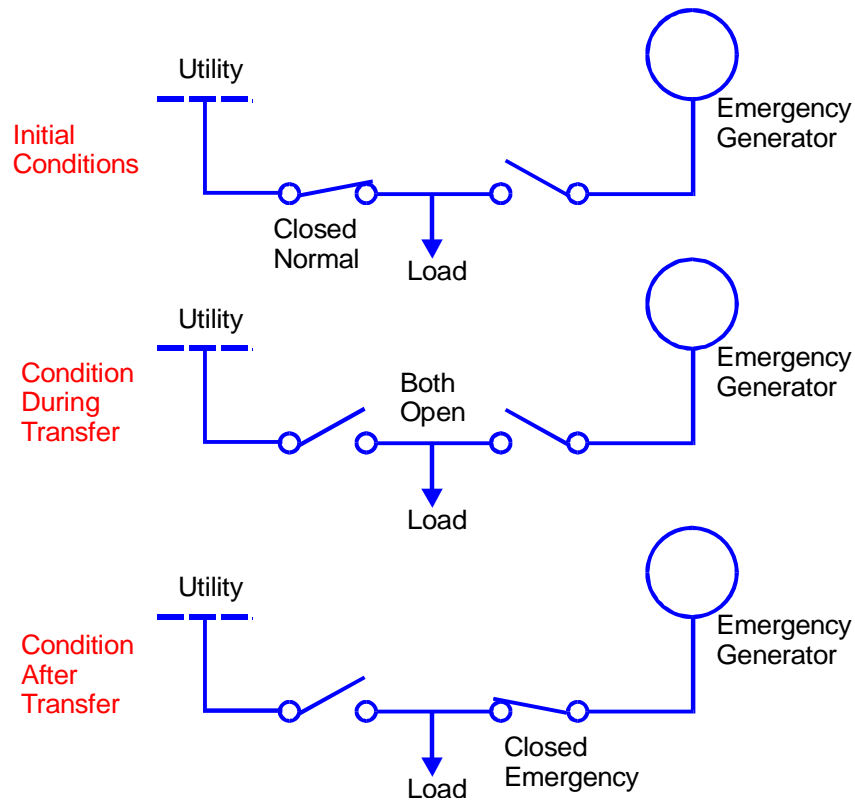 Utility
Emergency
Generator
Initial
Conditions
Closed
Normal
Load
Utility
Emergency
Generator
Condition
During
Transfer
Both
Open
Load
Utility
Emergency
Generator
Condition
After
Transfer
Closed
Emergency
Load